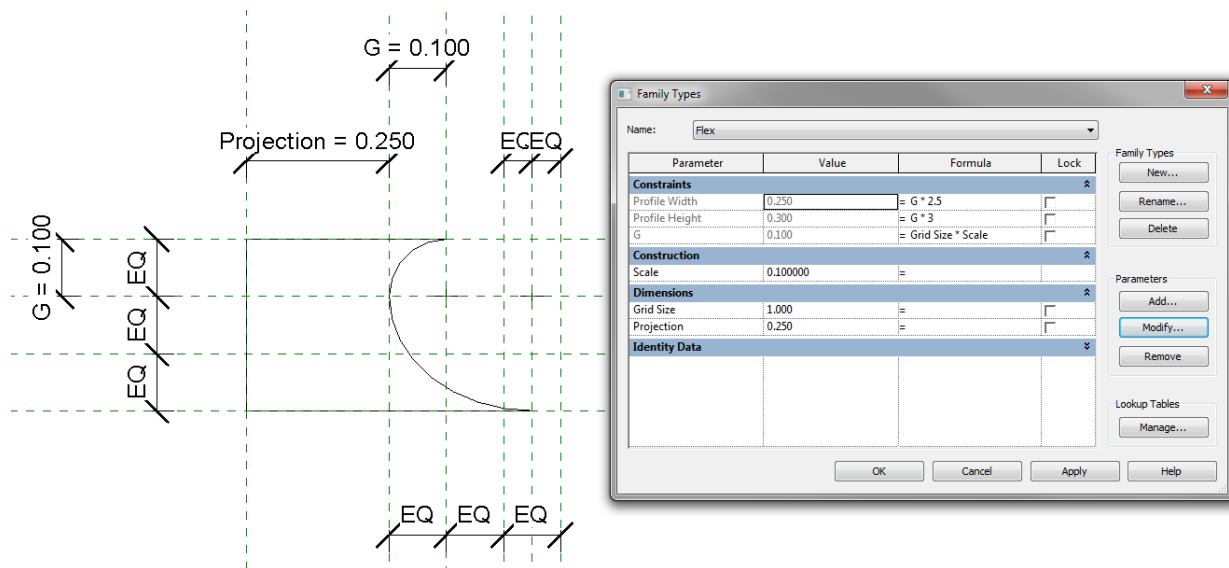 G = 0.100
Projection = 0.250
EQ EQ
G = 0.100
EQ
EQ
EQ
EQ EQ EQ
Family Types
Name: Flex
Parameter Value Formula Lock
Constraints
Profile Width 0.250 = G * 2.5
Profile Height 0.300 = G * 3
G 0.100 = Grid Size * Scale
Construction
Scale 0.100000 =
Dimensions
Grid Size 1.000 =
Projection 0.250 =
Identity Data
Family Types
New...
Rename...
Delete
Parameters
Add...
Modify...
Remove
Lookup Tables
Manage...
OK Cancel Apply Help